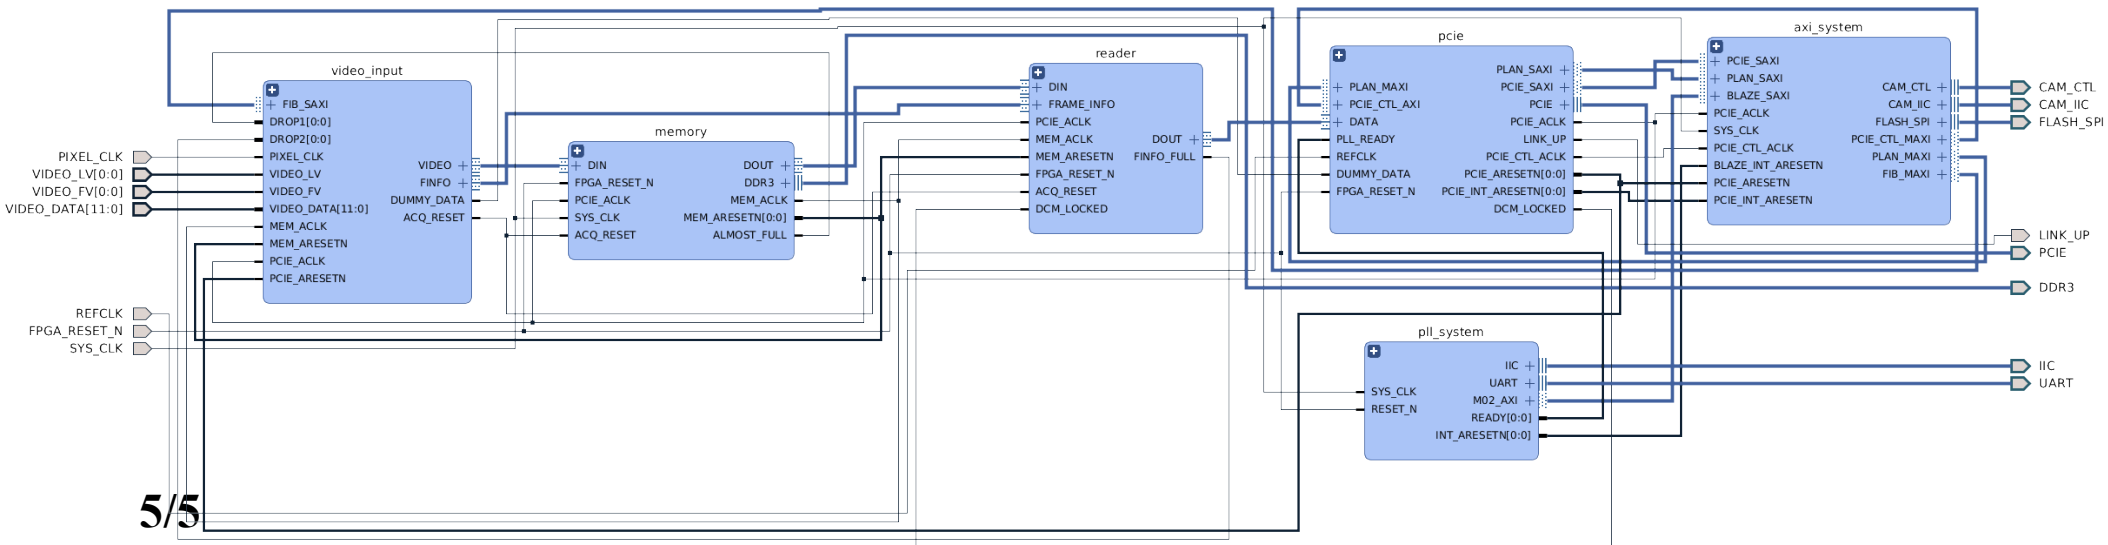 PIXEL_CLK
VIDEO_LV[0:0]
VIDEO_FV[0:0]
VIDEO_DATA[11:0]
REFCLK
FPGA_RESET_N
SYS_CLK
video_input
FIB_SAXI
DROP1[0:0]
DROP2[0:0]
PIXEL_CLK
VIDEO_LV
VIDEO_FV
VIDEO_DATA[11:0]
MEM_ACLK
MEM_ARESETN
PCIE_ACLK
PCIE_ARESETN
VIDEO
FINFO
DUMMY_DATA
ACQ_RESET
memory
DIN
FPGA_RESET_N
PCIE_ACLK
SYS_CLK
ACQ_RESET
DOUT
DDR3
MEM_ACLK
MEM_ARESETN[0:0]
ALMOST_FULL
reader
DIN
FRAME_INFO
PCIE_ACLK
MEM_ACLK
MEM_ARESETN
FPGA_RESET_N
ACQ_RESET
DCM_LOCKED
DOUT
FINFO_FULL
pcie
PLAN_MAXI
PCIE_CTL_AXI
DATA
PLL_READY
REFCLK
DUMMY_DATA
FPGA_RESET_N
PLAN_SAXI
PCIE_SAXI
PCIE
PCIE_ACLK
LINK_UP
PCIE_CTL_ACLK
PCIE_ARESETN[0:0]
PCIE_INT_ARESETN[0:0]
DCM_LOCKED
axi_system
PCIE_SAXI
PLAN_SAXI
BLAZE_SAXI
PCIE_ACLK
SYS_CLK
PCIE_CTL_ACLK
BLAZE_INT_ARESETN
PCIE_ARESETN
PCIE_INT_ARESETN
CAM_CTL
CAM_IIC
FLASH_SPI
PCIE_CTL_MAXI
PLAN_MAXI
FIB_MAXI
pll_system
SYS_CLK
RESET_N
IIC
UART
M02_AXI
READY[0:0]
INT_ARESETN[0:0]
CAM_CTL
CAM_IIC
FLASH_SPI
LINK_UP
PCIE
DDR3
IIC
UART
5/5